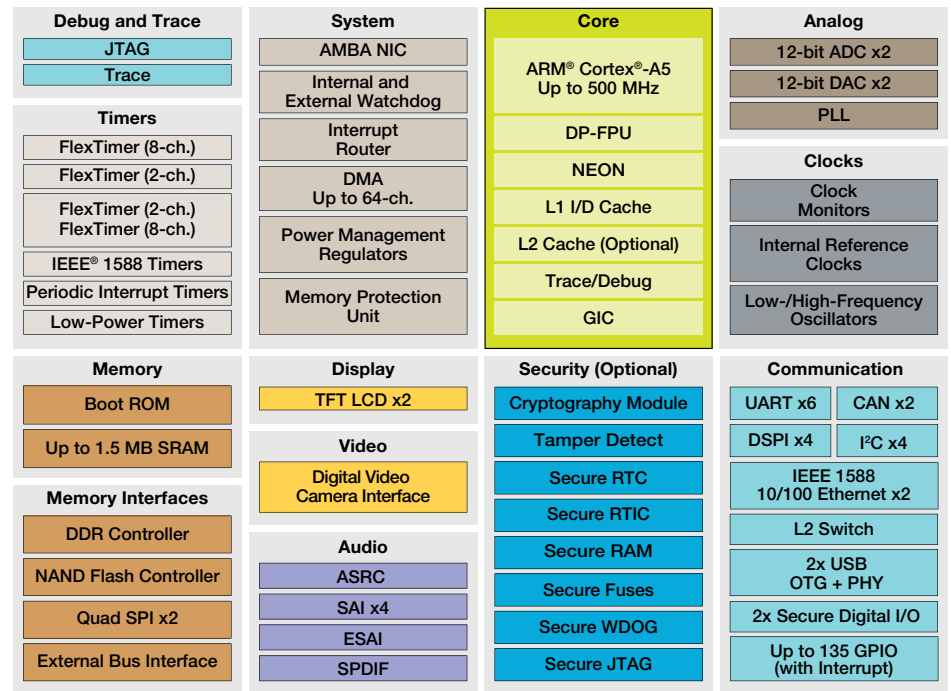 Debug and Trace
JTAG
Trace
Timers
FlexTimer (8-ch.)
FlexTimer (2-ch.)
FlexTimer (2-ch.)
FlexTimer (8-ch.)
IEEE® 1588 Timers
Periodic Interrupt Timers
Low-Power Timers
System
AMBA NIC
Internal and
External Watchdog
Interrupt
Router
DMA
Up to 64-ch.
Power Management
Regulators
Memory Protection
Unit
Core
ARM® Cortex®-A5
Up to 500 MHz
DP-FPU
NEON
L1 I/D Cache
L2 Cache (Optional)
Trace/Debug
GIC
Analog
12-bit ADC x2
12-bit DAC x2
PLL
Clocks
Clock
Monitors
Internal Reference
Clocks
Low-/High-Frequency
Oscillators
Memory
Boot ROM
Up to 1.5 MB SRAM
Memory Interfaces
DDR Controller
NAND Flash Controller
Quad SPI x2
External Bus Interface
Display
TFT LCD x2
Video
Digital Video
Camera Interface
Audio
ASRC
SAI x4
ESAI
SPDIF
Security (Optional)
Cryptography Module
Tamper Detect
Secure RTC
Secure RTIC
Secure RAM
Secure Fuses
Secure WDOG
Secure JTAG
Communication
UART x6
CAN x2
DSPI x4
I²C x4
IEEE 1588
10/100 Ethernet x2
L2 Switch
2x USB
OTG + PHY
2x Secure Digital I/O
Up to 135 GPIO
(with Interrupt)